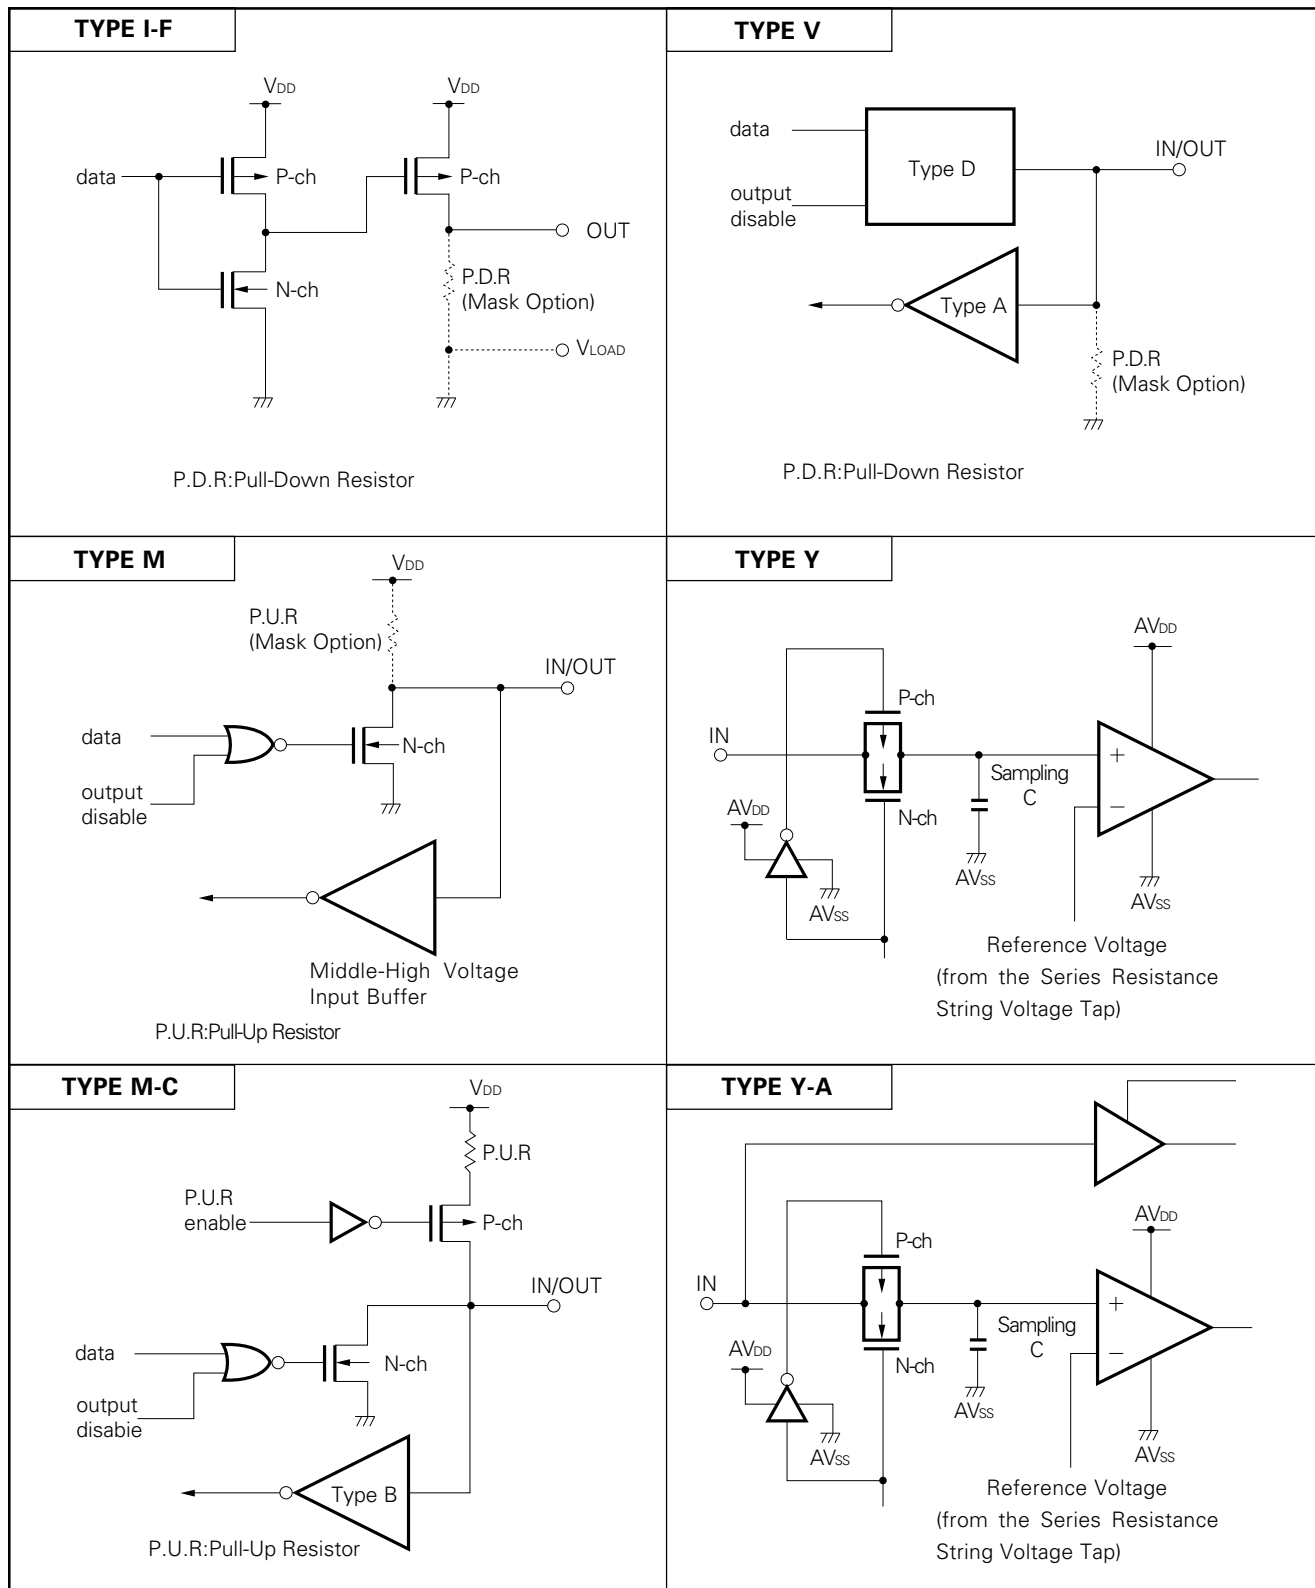 TYPE I-F
VDD
VDD
data
P-ch
P-ch
OUT
N-ch
P.D.R
(Mask Option)
VLOAD
P.D.R:Pull-Down Resistor
TYPE V
data
Type D
IN/OUT
output
disable
Type A
P.D.R
(Mask Option)
P.D.R:Pull-Down Resistor
TYPE M
VDD
P.U.R
(Mask Option)
IN/OUT
data
N-ch
output
disable
Middle-High Voltage
Input Buffer
P.U.R:Pull-Up Resistor
TYPE Y
AVDD
P-ch
IN
+
Sampling
C
−
AVDD
N-ch
AVSS
AVSS
AVSS
Reference Voltage
(from the Series Resistance
String Voltage Tap)
TYPE M-C
VDD
P.U.R
P.U.R
enable
P-ch
IN/OUT
data
N-ch
output
disabie
Type B
P.U.R:Pull-Up Resistor
TYPE Y-A
AVDD
P-ch
IN
+
Sampling
C
−
AVDD
N-ch
AVSS
AVSS
AVSS
Reference Voltage
(from the Series Resistance
String Voltage Tap)